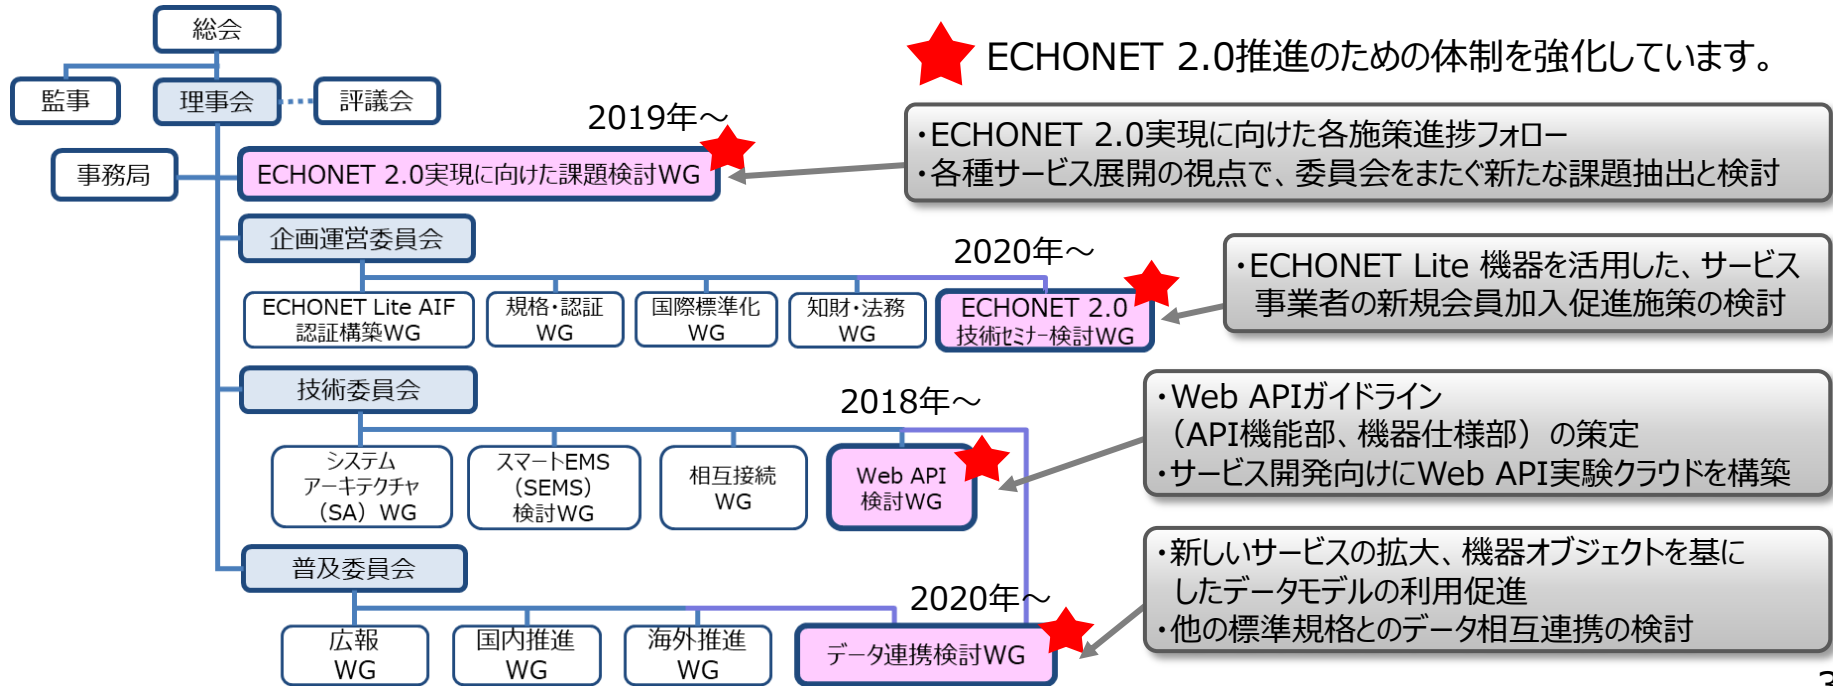 総会
ECHONET 2.0推進のための体制を強化しています。
監事
理事会
評議会
2019年～
・ECHONET 2.0実現に向けた各施策進捗フォロー
・各種サービス展開の視点で、委員会をまたぐ新たな課題抽出と検討
事務局
ECHONET 2.0実現に向けた課題検討WG
企画運営委員会
2020年～
・ECHONET Lite 機器を活用した、サービス
事業者の新規会員加入促進施策の検討
ECHONET Lite AIF
認証構築WG
規格・認証
WG
国際標準化
WG
知財・法務
WG
ECHONET 2.0
技術ｾﾐﾅｰ検討WG
技術委員会
2018年～
・Web APIガイドライン
（API機能部、機器仕様部）の策定
・サービス開発向けにWeb API実験クラウドを構築
システム
アーキテクチャ
（SA）WG
スマートEMS
（SEMS）
検討WG
相互接続
WG
Web API
検討WG
普及委員会
2020年～
・新しいサービスの拡大、機器オブジェクトを基に
したデータモデルの利用促進
・他の標準規格とのデータ相互連携の検討
広報
WG
国内推進
WG
海外推進
WG
データ連携検討WG